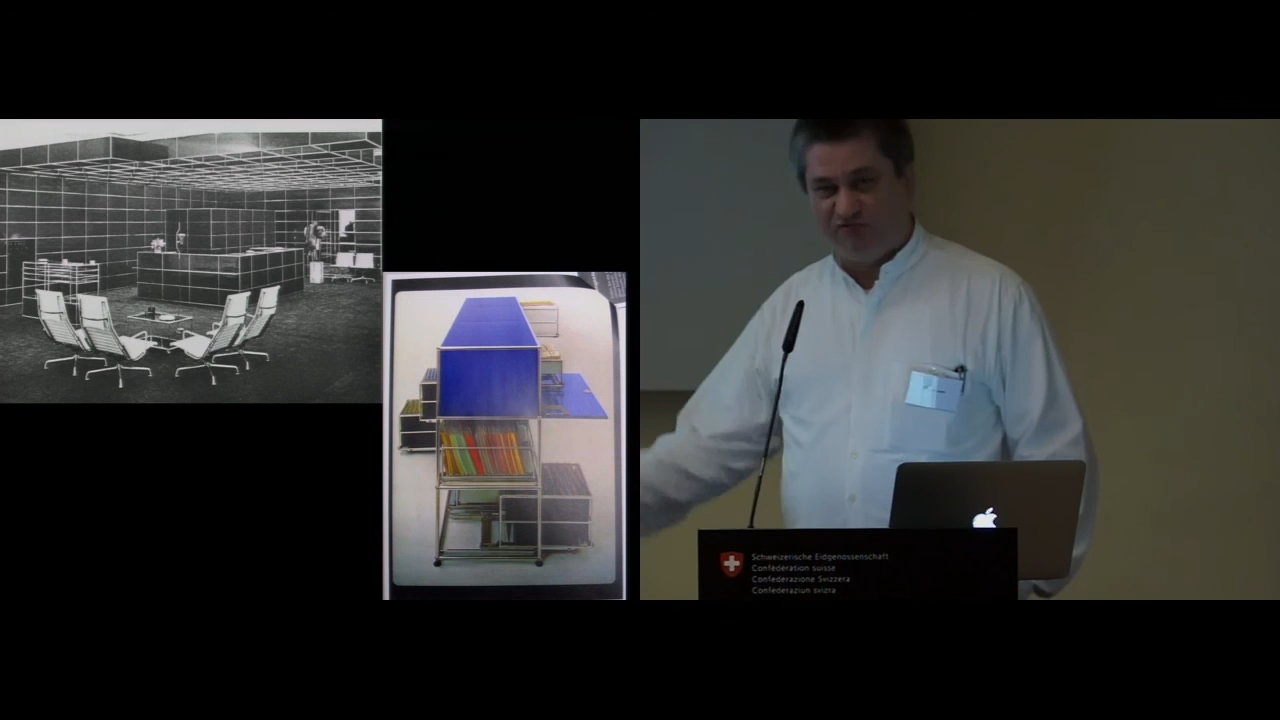 Schweizerische Eidgenossenschaft
Confédération suisse
Confederazione Svizzera
Confederaziun svizra